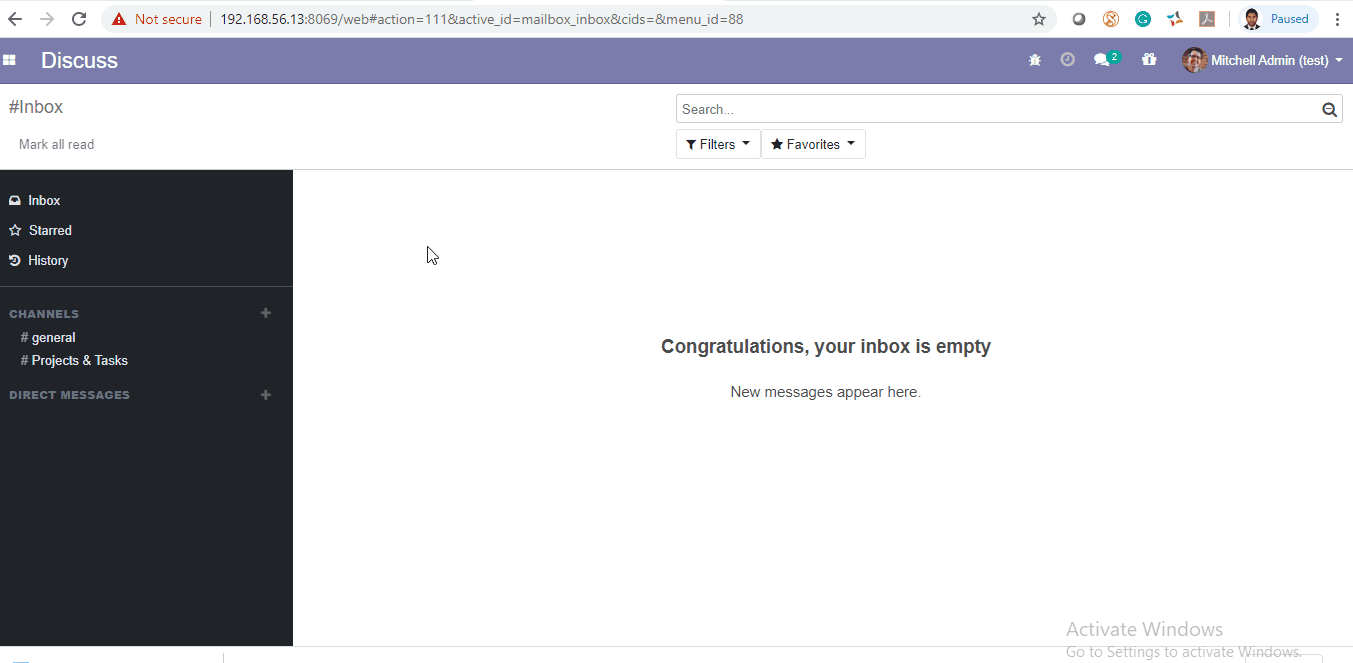 Not secure
192.168.56.13:8069/web#action=111&active_id=mailbox_inbox&cids=&menu_id=88
Paused
Discuss
2
Mitchell Admin (test)
#Inbox
Search...
Mark all read
Filters
Favorites
Inbox
Starred
History
CHANNELS
# general
# Projects & Tasks
DIRECT MESSAGES
Congratulations, your inbox is empty
New messages appear here.
Activate Windows
Go to Settings to activate Windows.